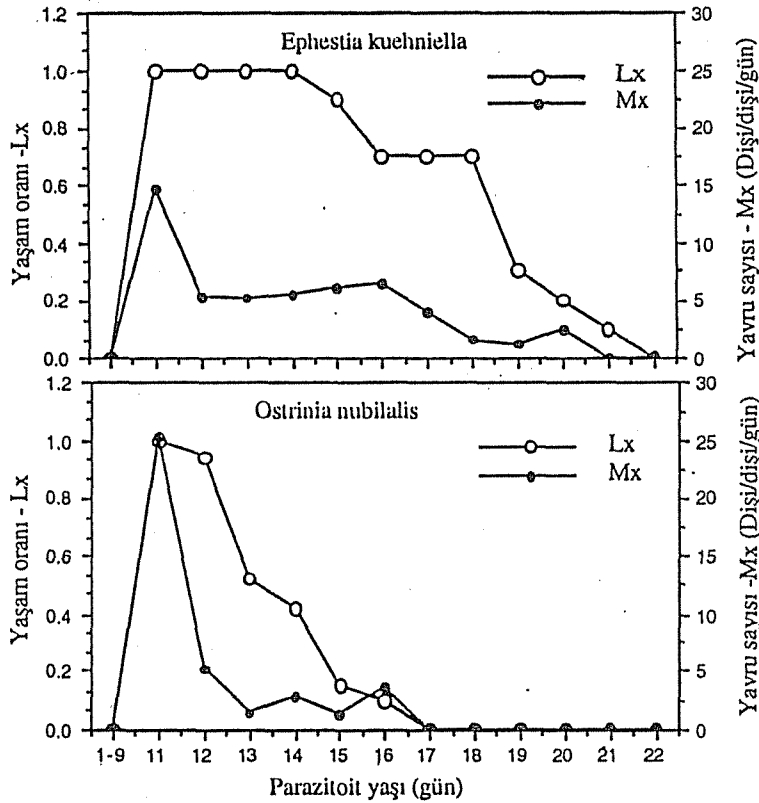 Ephestia kuehniella
Lx
Mx
Yaşam oranı -Lx
1.2
1.0
0.8
0.6
0.4
0.2
0.0
Yavru sayısı - Mx (Dişi/dişi/gün)
30
25
20
15
10
5
0
Ostrinia nubilalis
Lx
Mx
Yaşam oranı - Lx
1.2
1.0
0.8
0.6
0.4
0.2
0.0
Yavru sayısı -Mx (Dişi/dişi/gün)
30
25
20
15
10
5
0
1-9 11 12 13 14 15 16 17 18 19 20 21 22
Parazitoit yaşı (gün)